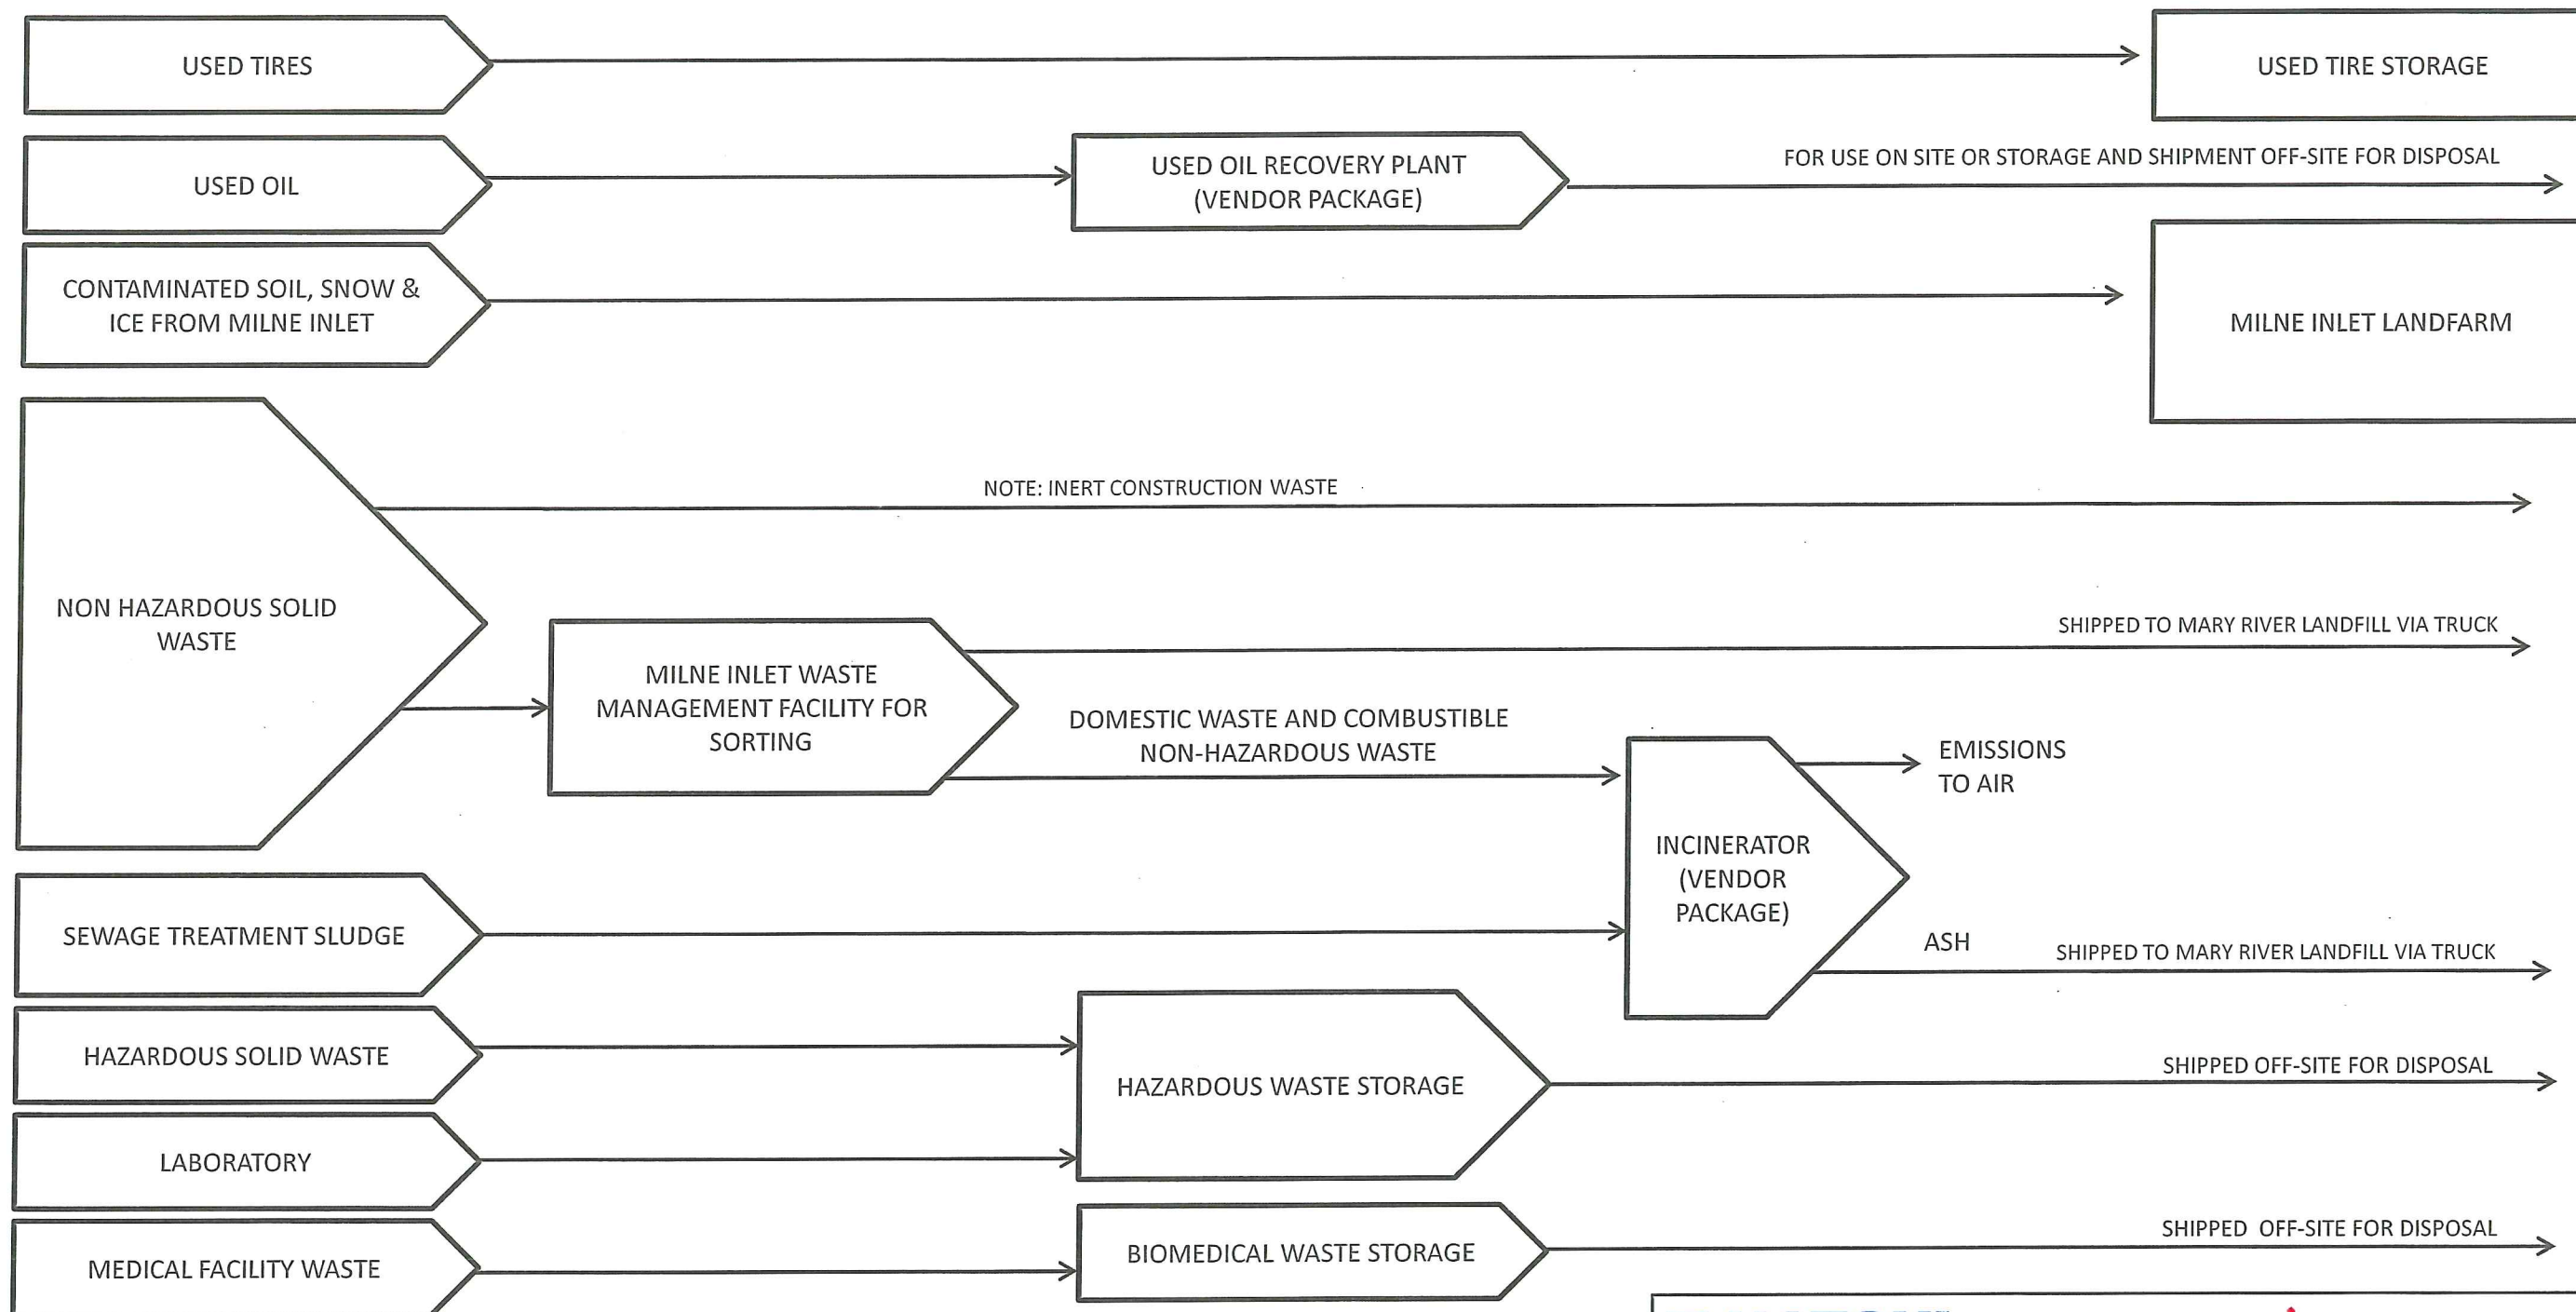 USED TIRES
USED TIRE STORAGE
USED OIL
USED OIL RECOVERY PLANT
(VENDOR PACKAGE)
FOR USE ON SITE OR STORAGE AND SHIPMENT OFF-SITE FOR DISPOSAL
CONTAMINATED SOIL, SNOW &
ICE FROM MILNE INLET
MILNE INLET LANDFARM
NON HAZARDOUS SOLID
WASTE
NOTE: INERT CONSTRUCTION WASTE
MILNE INLET WASTE
MANAGEMENT FACILITY FOR
SORTING
SHIPPED TO MARY RIVER LANDFILL VIA TRUCK
DOMESTIC WASTE AND COMBUSTIBLE
NON-HAZARDOUS WASTE
INCINERATOR
(VENDOR
PACKAGE)
EMISSIONS
TO AIR
ASH
SHIPPED TO MARY RIVER LANDFILL VIA TRUCK
SEWAGE TREATMENT SLUDGE
HAZARDOUS SOLID WASTE
LABORATORY
HAZARDOUS WASTE STORAGE
SHIPPED OFF-SITE FOR DISPOSAL
MEDICAL FACILITY WASTE
BIOMEDICAL WASTE STORAGE
SHIPPED OFF-SITE FOR DISPOSAL